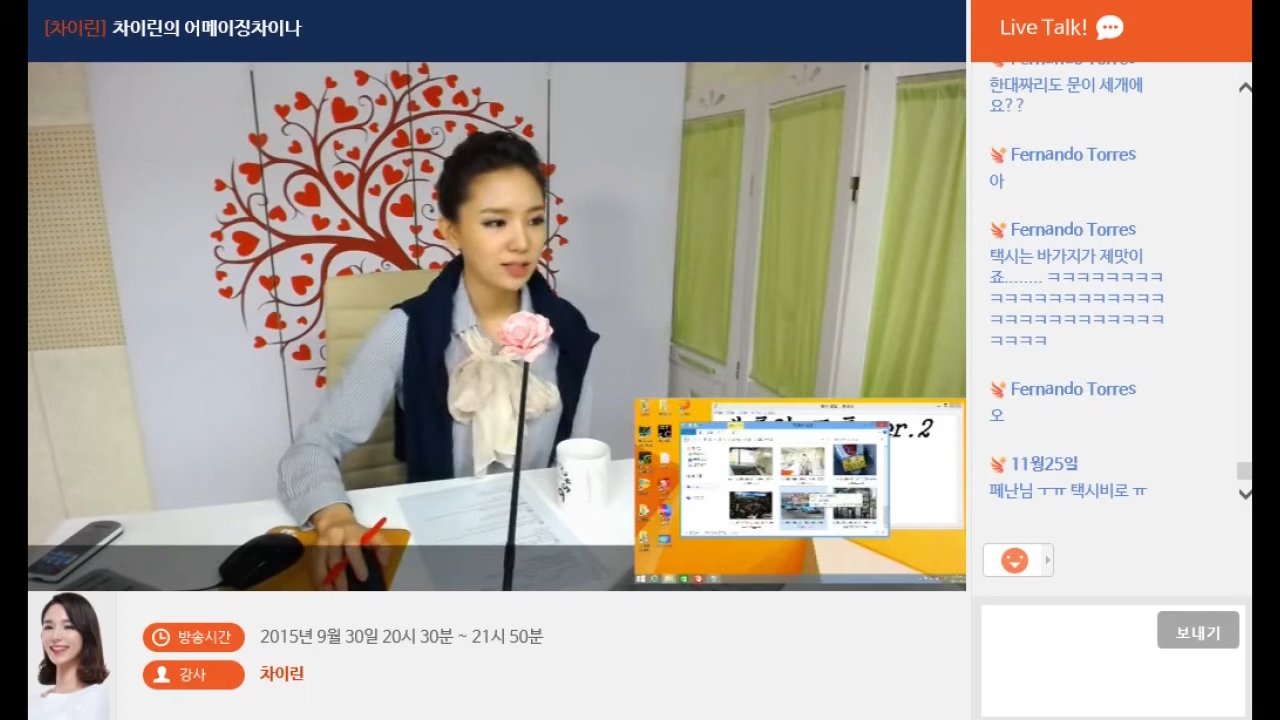 [차이린] 차이린의 어메이징차이나
Live Talk!
Fernando Torres
한대짜리도 문이 세개에
요??
Fernando Torres
아
Fernando Torres
택시는 바가지가 제맛이
죠........ ㅋㅋㅋㅋㅋㅋㅋㅋ
ㅋㅋㅋㅋㅋㅋㅋㅋㅋㅋㅋㅋ
ㅋㅋㅋㅋㅋㅋㅋㅋㅋㅋㅋㅋ
ㅋㅋㅋㅋ
Fernando Torres
오
11월25일
페난님 ㅜㅠ 택시비로 ㅠ
er.2
방송시간 2015년 9월 30일 20시 30분 ~ 21시 50분
강사 차이린
보내기